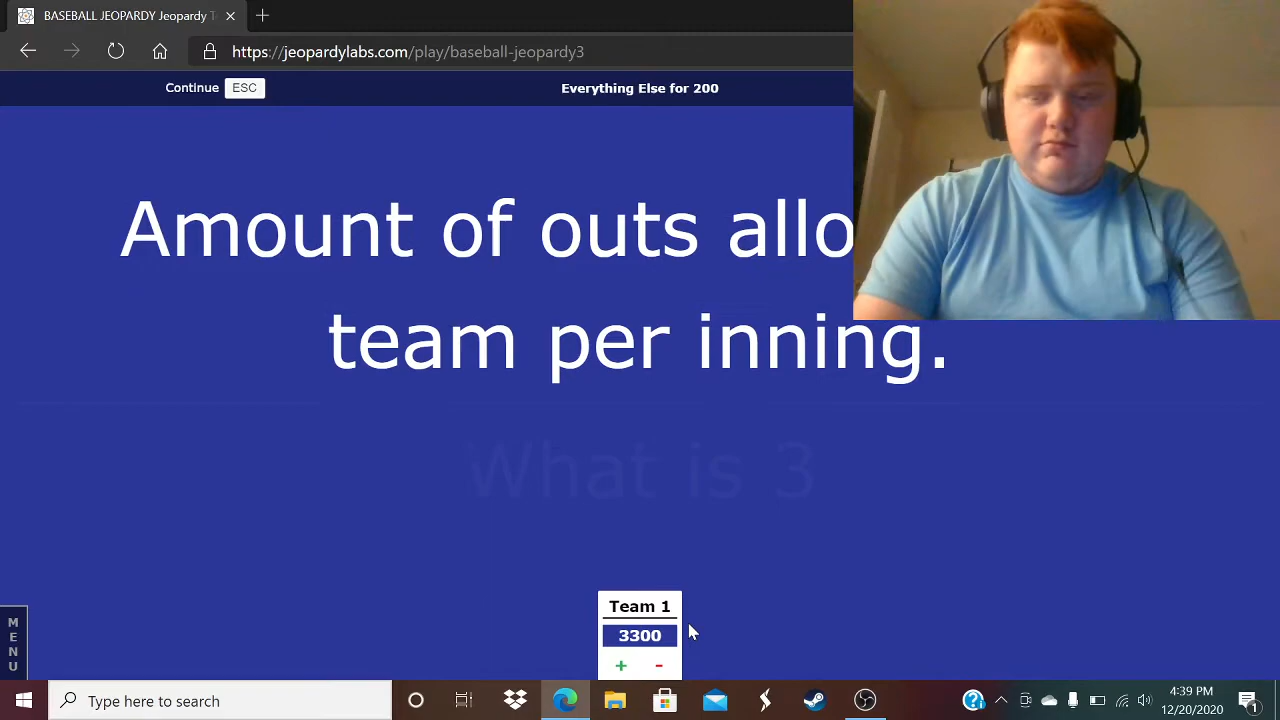 BASEBALL JEOPARDY Jeopardy T
https://jeopardylabs.com/play/baseball-jeopardy3
Continue ESC
Everything Else for 200
Amount of outs allo
team per inning.
What is 3
Team 1
3300
+ -
MENU
Type here to search
4:39 PM
12/20/2020
1